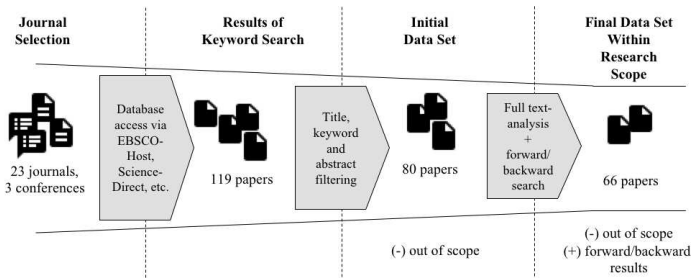 Journal
Selection
Results of
Keyword Search
Initial
Data Set
Final Data Set
Within
Research
Scope
Database
access via
EBSCO-
Host,
Science-
Direct, etc.
Title,
keyword
and
abstract
filtering
Full text-
analysis
+
forward/
backward
search
23 journals,
3 conferences
119 papers
80 papers
66 papers
(-) out of scope
(-) out of scope
(+) forward/backward
results